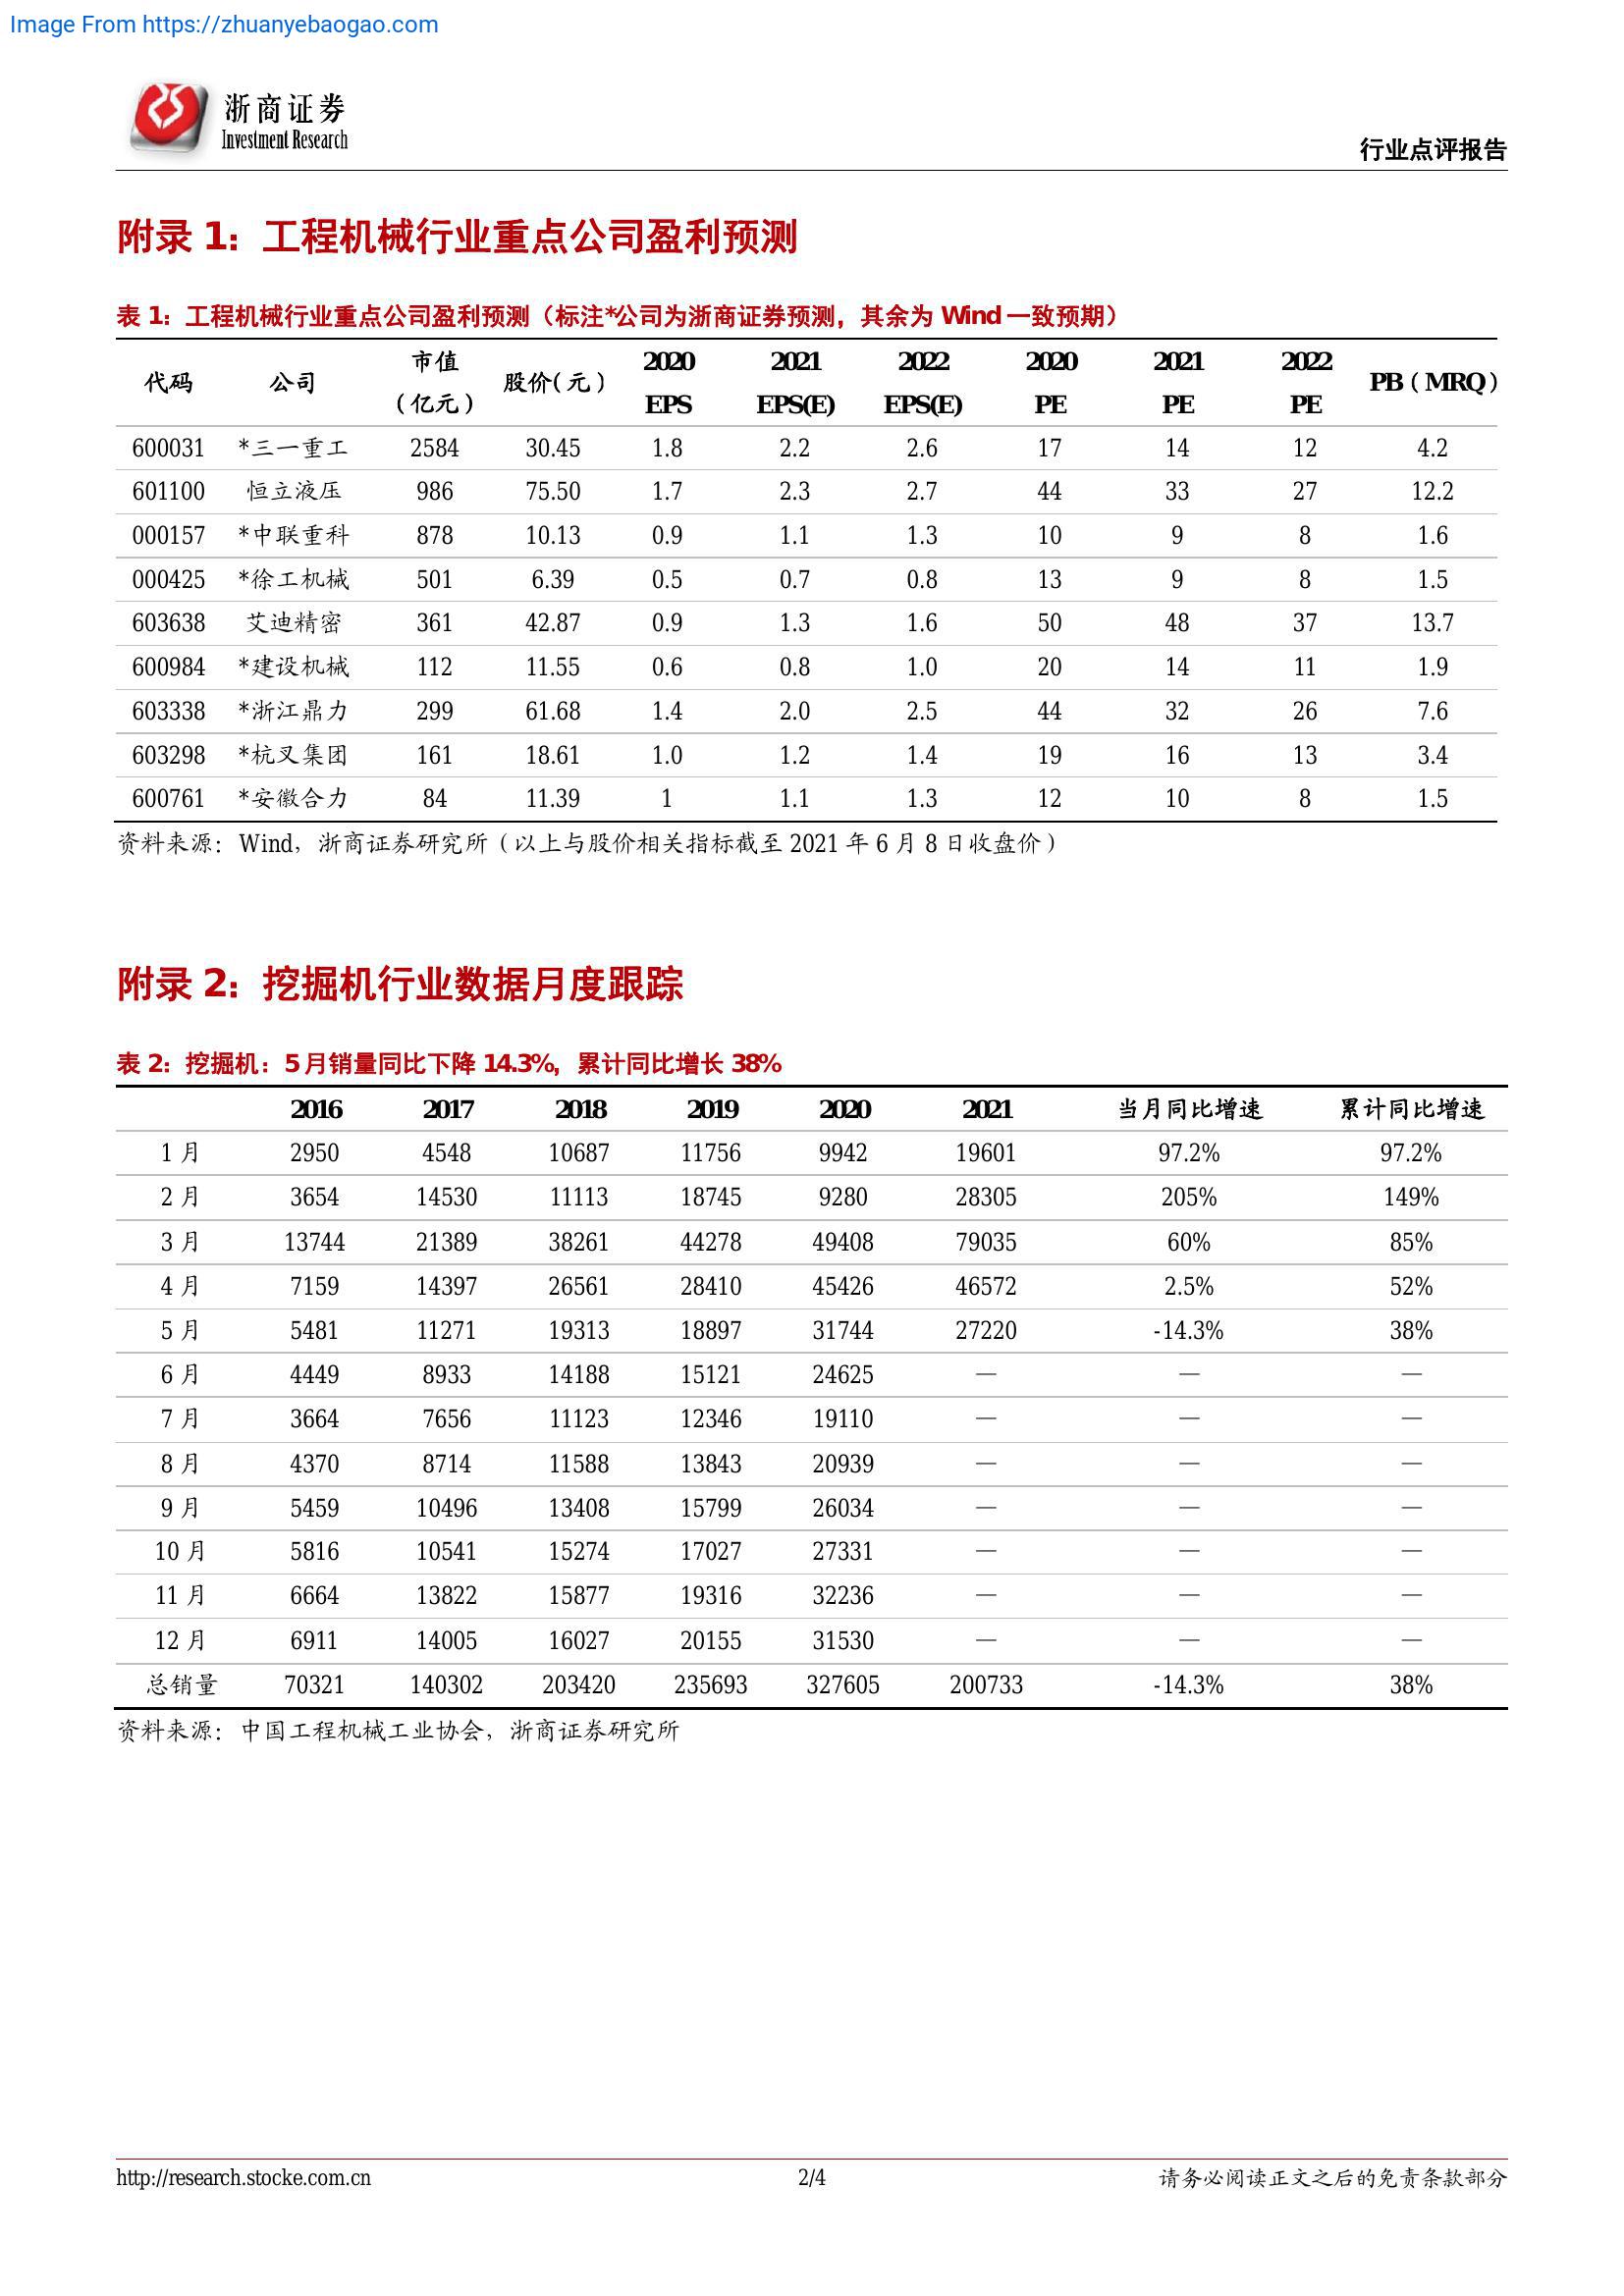 Image From https://zhuanyebaogao.com
浙商证券
Investment Research
行业点评报告
附录 1：工程机械行业重点公司盈利预测
表 1：工程机械行业重点公司盈利预测（标注*公司为浙商证券预测，其余为 Wind 一致预期）
代码 公司 市值（亿元） 股价(元) 2020 EPS 2021 EPS(E) 2022 EPS(E) 2020 PE 2021 PE 2022 PE PB（MRQ）
600031 *三一重工 2584 30.45 1.8 2.2 2.6 17 14 12 4.2
601100 恒立液压 986 75.50 1.7 2.3 2.7 44 33 27 12.2
000157 *中联重科 878 10.13 0.9 1.1 1.3 10 9 8 1.6
000425 *徐工机械 501 6.39 0.5 0.7 0.8 13 9 8 1.5
603638 艾迪精密 361 42.87 0.9 1.3 1.6 50 48 37 13.7
600984 *建设机械 112 11.55 0.6 0.8 1.0 20 14 11 1.9
603338 *浙江鼎力 299 61.68 1.4 2.0 2.5 44 32 26 7.6
603298 *杭叉集团 161 18.61 1.0 1.2 1.4 19 16 13 3.4
600761 *安徽合力 84 11.39 1 1.1 1.3 12 10 8 1.5
资料来源：Wind，浙商证券研究所（以上与股价相关指标截至 2021 年 6 月 8 日收盘价）
附录 2：挖掘机行业数据月度跟踪
表 2：挖掘机：5 月销量同比下降 14.3%，累计同比增长 38%
2016 2017 2018 2019 2020 2021 当月同比增速 累计同比增速
1 月 2950 4548 10687 11756 9942 19601 97.2% 97.2%
2 月 3654 14530 11113 18745 9280 28305 205% 149%
3 月 13744 21389 38261 44278 49408 79035 60% 85%
4 月 7159 14397 26561 28410 45426 46572 2.5% 52%
5 月 5481 11271 19313 18897 31744 27220 -14.3% 38%
6 月 4449 8933 14188 15121 24625 — — —
7 月 3664 7656 11123 12346 19110 — — —
8 月 4370 8714 11588 13843 20939 — — —
9 月 5459 10496 13408 15799 26034 — — —
10 月 5816 10541 15274 17027 27331 — — —
11 月 6664 13822 15877 19316 32236 — — —
12 月 6911 14005 16027 20155 31530 — — —
总销量 70321 140302 203420 235693 327605 200733 -14.3% 38%
资料来源：中国工程机械工业协会，浙商证券研究所
http://research.stocke.com.cn 2/4 请务必阅读正文之后的免责条款部分